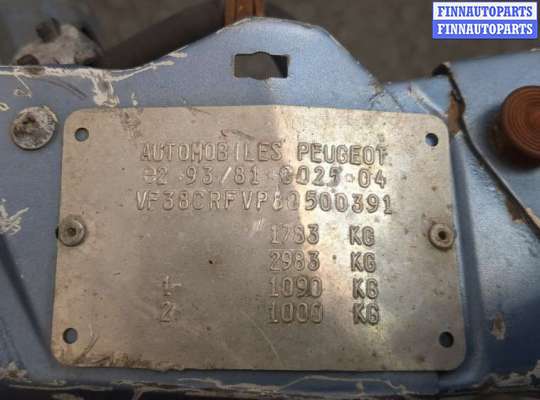 FINNAUTOPARTS
FINNAUTOPARTS
AUTOMOBILES PEUGEOT
e2*93/81*0025*04
VF38CRFVP80500391
1783 KG
2983 KG
1- 1090 KG
2- 1000 KG